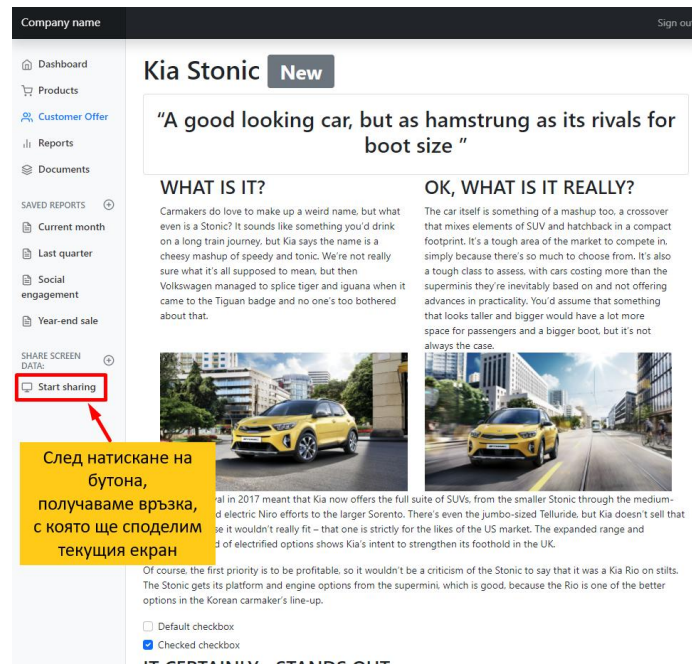 Company name
Sign out
Dashboard
Products
Customer Offer
Reports
Documents
SAVED REPORTS
Current month
Last quarter
Social
engagement
Year-end sale
SHARE SCREEN
DATA:
Start sharing
След натискане на
бутона,
получаваме връзка,
с която ще споделим
текущия екран
Kia Stonic New
“A good looking car, but as hamstrung as its rivals for
boot size ”
WHAT IS IT?
Carmakers do love to make up a weird name, but what
even is a Stonic? It sounds like something you'd drink
on a long train journey, but Kia says the name is a
cheesy mashup of speedy and tonic. We're not really
sure what it's all supposed to mean, but then
Volkswagen managed to splice tiger and iguana when it
came to the Tiguan badge and no one's too bothered
about that.
OK, WHAT IS IT REALLY?
The car itself is something of a mashup too, a crossover
that mixes elements of SUV and hatchback in a compact
footprint. It's a tough area of the market to compete in,
simply because there's so much to choose from. It's also
a tough class to assess, with cars costing more than the
superminis they're inevitably based on and not offering
advances in practicality. You'd assume that something
that looks taller and bigger would have a lot more
space for passengers and a bigger boot, but it's not
always the case.
val in 2017 meant that Kia now offers the full suite of SUVs, from the smaller Stonic through the medium-
d electric Niro efforts to the larger Sorento. There's even the jumbo-sized Telluride, but Kia doesn't sell that
se it wouldn't really fit – that one is strictly for the likes of the US market. The expanded range and
d of electrified options shows Kia's intent to strengthen its foothold in the UK.
Of course, the first priority is to be profitable, so it wouldn't be a criticism of the Stonic to say that it was a Kia Rio on stilts.
The Stonic gets its platform and engine options from the supermini, which is good, because the Rio is one of the better
options in the Korean carmaker's line-up.
Default checkbox
Checked checkbox
IT CERTAINLY STANDS OUT